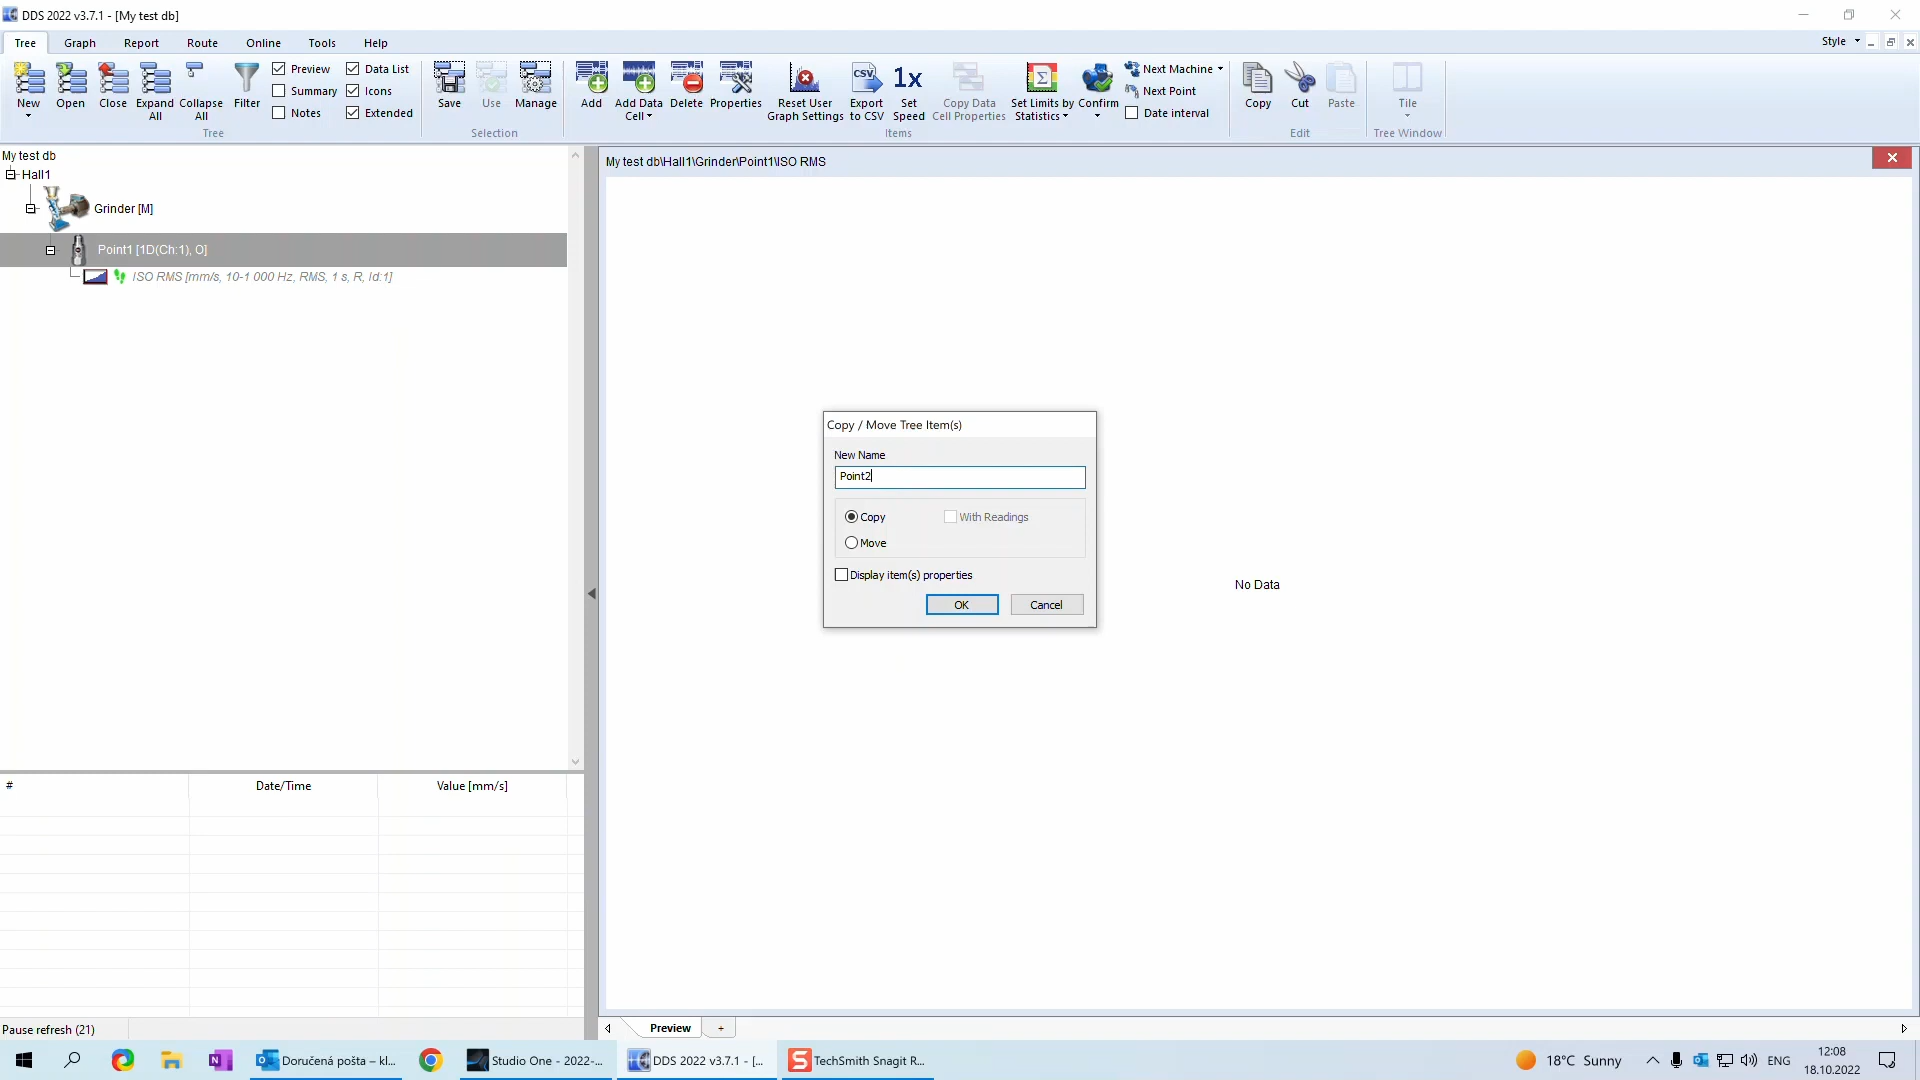 DDS 2022 v3.7.1 - [My test db]
Tree Graph Report Route Online Tools Help Style
New Open Close Expand All Collapse All Filter
Preview Data List
Summary Icons
Notes Extended
Tree
Save Use Manage
Selection
Add Add Data Cell Delete Properties Reset User Graph Settings Export to CSV Set Speed Copy Data Cell Properties Set Limits by Statistics Confirm
CSV
1x
Next Machine
Next Point
Date interval
Items
Copy Cut Paste
Edit
Tile
Tree Window
My test db
Hall1
Grinder [M]
Point1 [1D(Ch:1), O]
ISO RMS [mm/s, 10-1 000 Hz, RMS, 1 s, R, Id:1]
My test db\Hall1\Grinder\Point1\ISO RMS
Copy / Move Tree Item(s)
New Name
Point2
Copy With Readings
Move
Display item(s) properties
OK Cancel
No Data
# Date/Time Value [mm/s]
Pause refresh (21)
Preview +
Doručená pošta – kl...
Studio One - 2022-...
DDS 2022 v3.7.1 - [...
TechSmith Snagit R...
18°C Sunny
ENG
12:08
18.10.2022